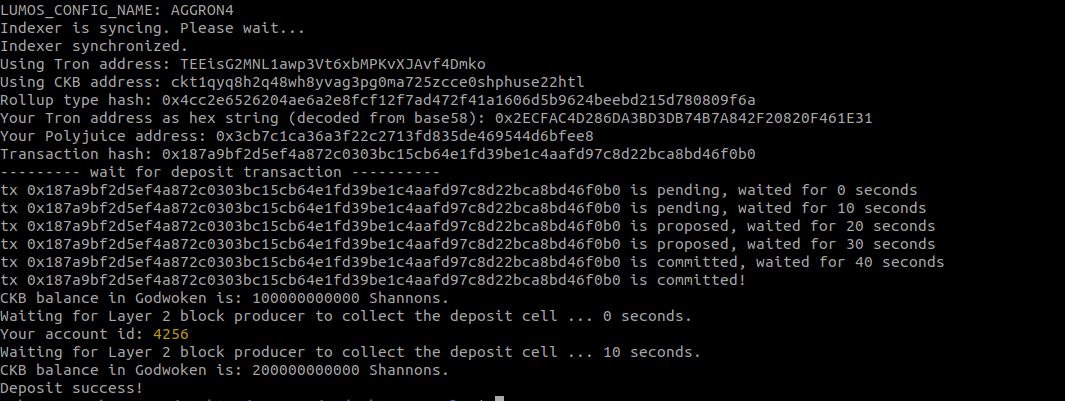 LUMOS_CONFIG_NAME: AGGRON4
Indexer is syncing. Please wait...
Indexer synchronized.
Using Tron address: TEEisG2MNL1awp3Vt6xbMPKvXJAvf4Dmko
Using CKB address: ckt1qyq8h2q48wh8yvag3pg0ma725zcce0shphuse22htl
Rollup type hash: 0x4cc2e6526204ae6a2e8fcf12f7ad472f41a1606d5b9624beebd215d780809f6a
Your Tron address as hex string (decoded from base58): 0x2ECFAC4D286DA3BD3DB74B7A842F20820F461E31
Your Polyjuice address: 0x3cb7c1ca36a3f22c2713fd835de469544d6bfee8
Transaction hash: 0x187a9bf2d5ef4a872c0303bc15cb64e1fd39be1c4aafd97c8d22bca8bd46f0b0
--------- wait for deposit transaction ----------
tx 0x187a9bf2d5ef4a872c0303bc15cb64e1fd39be1c4aafd97c8d22bca8bd46f0b0 is pending, waited for 0 seconds
tx 0x187a9bf2d5ef4a872c0303bc15cb64e1fd39be1c4aafd97c8d22bca8bd46f0b0 is pending, waited for 10 seconds
tx 0x187a9bf2d5ef4a872c0303bc15cb64e1fd39be1c4aafd97c8d22bca8bd46f0b0 is proposed, waited for 20 seconds
tx 0x187a9bf2d5ef4a872c0303bc15cb64e1fd39be1c4aafd97c8d22bca8bd46f0b0 is proposed, waited for 30 seconds
tx 0x187a9bf2d5ef4a872c0303bc15cb64e1fd39be1c4aafd97c8d22bca8bd46f0b0 is committed, waited for 40 seconds
tx 0x187a9bf2d5ef4a872c0303bc15cb64e1fd39be1c4aafd97c8d22bca8bd46f0b0 is committed!
CKB balance in Godwoken is: 100000000000 Shannons.
Waiting for Layer 2 block producer to collect the deposit cell ... 0 seconds.
Your account id: 4256
Waiting for Layer 2 block producer to collect the deposit cell ... 10 seconds.
CKB balance in Godwoken is: 200000000000 Shannons.
Deposit success!